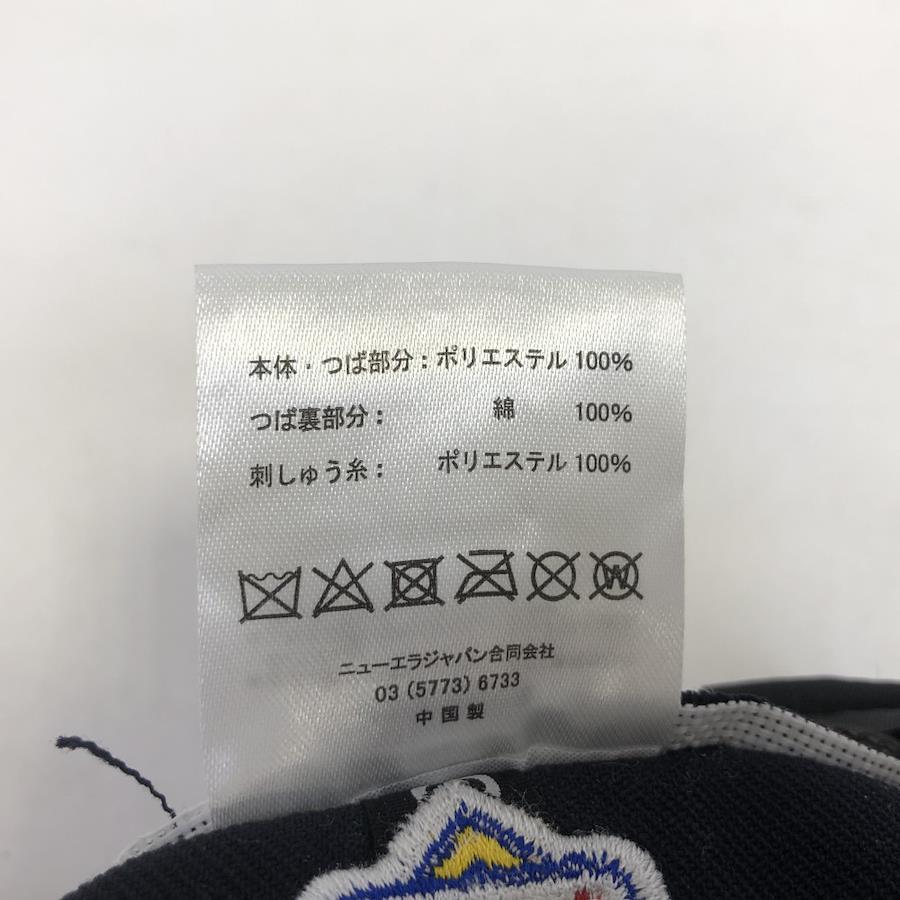 本体・つば部分：ポリエステル 100%
つば裏部分： 綿 100%
刺しゅう糸： ポリエステル 100%
W
ニューエラジャパン合同会社
03 (5773) 6733
中国製